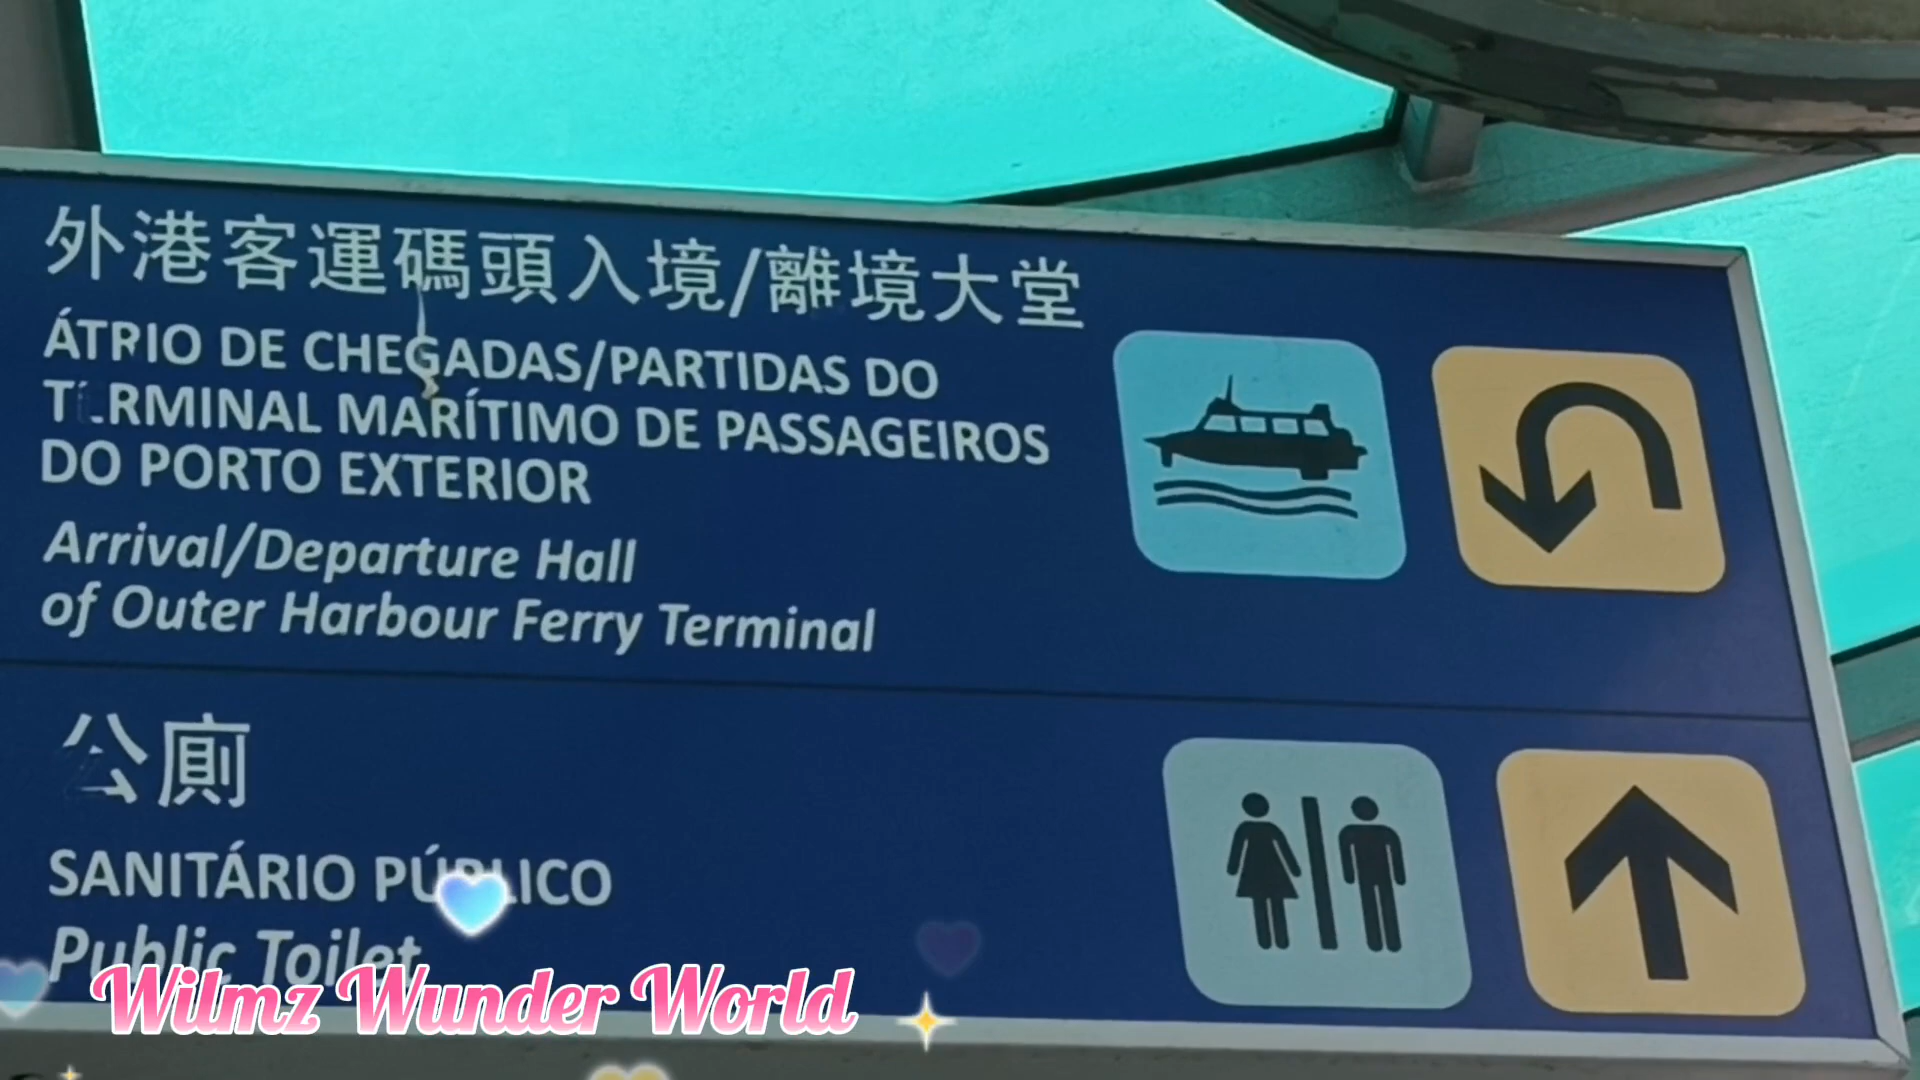 外港客運碼頭入境/離境大堂
ÁTRIO DE CHEGADAS/PARTIDAS DO
TERMINAL MARÍTIMO DE PASSAGEIROS
DO PORTO EXTERIOR
Arrival/Departure Hall
of Outer Harbour Ferry Terminal
公廁
SANITÁRIO PÚBLICO
Public Toilet
Wilmz Wunder World